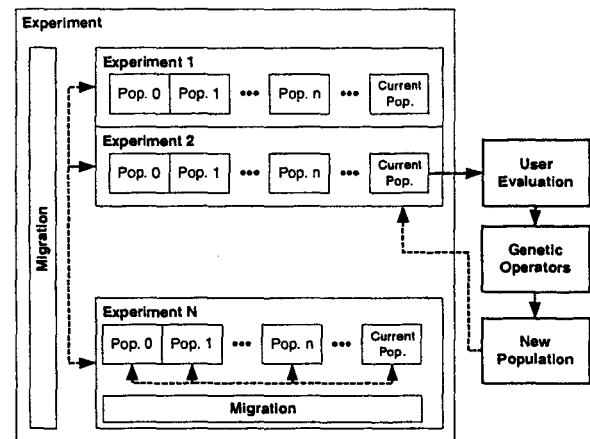 Experiment
Migration
Experiment 1
Pop. 0 Pop. 1 ••• Pop. n ••• Current Pop.
Experiment 2
Pop. 0 Pop. 1 ••• Pop. n ••• Current Pop.
User
Evaluation
Genetic
Operators
New
Population
Experiment N
Pop. 0 Pop. 1 ••• Pop. n ••• Current Pop.
Migration